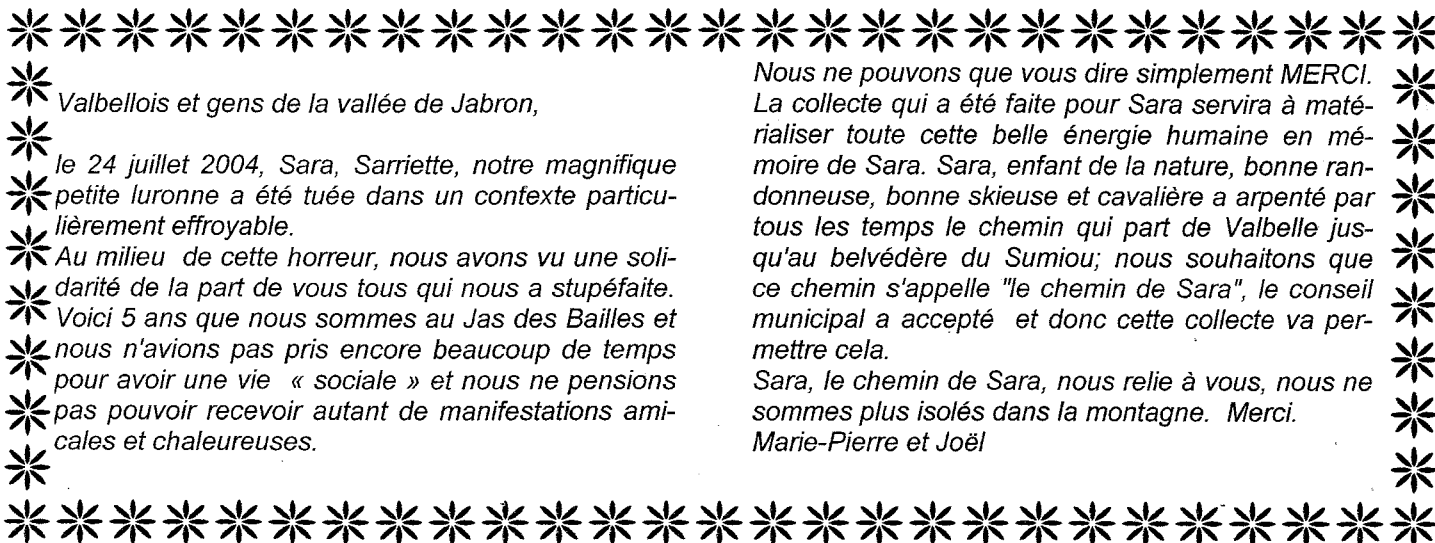 Valbellois et gens de la vallée de Jabron,
le 24 juillet 2004, Sara, Sarriette, notre magnifique
petite luronne a été tuée dans un contexte particu-
lièrement effroyable.
Au milieu de cette horreur, nous avons vu une soli-
darité de la part de vous tous qui nous a stupéfaite.
Voici 5 ans que nous sommes au Jas des Bailles et
nous n'avions pas pris encore beaucoup de temps
pour avoir une vie « sociale » et nous ne pensions
pas pouvoir recevoir autant de manifestations ami-
cales et chaleureuses.
Nous ne pouvons que vous dire simplement MERCI.
La collecte qui a été faite pour Sara servira à maté-
rialiser toute cette belle énergie humaine en mé-
moire de Sara. Sara, enfant de la nature, bonne ran-
donneuse, bonne skieuse et cavalière a arpenté par
tous les temps le chemin qui part de Valbelle jus-
qu'au belvédère du Sumiou; nous souhaitons que
ce chemin s'appelle "le chemin de Sara", le conseil
municipal a accepté et donc cette collecte va per-
mettre cela.
Sara, le chemin de Sara, nous relie à vous, nous ne
sommes plus isolés dans la montagne. Merci.
Marie-Pierre et Joël